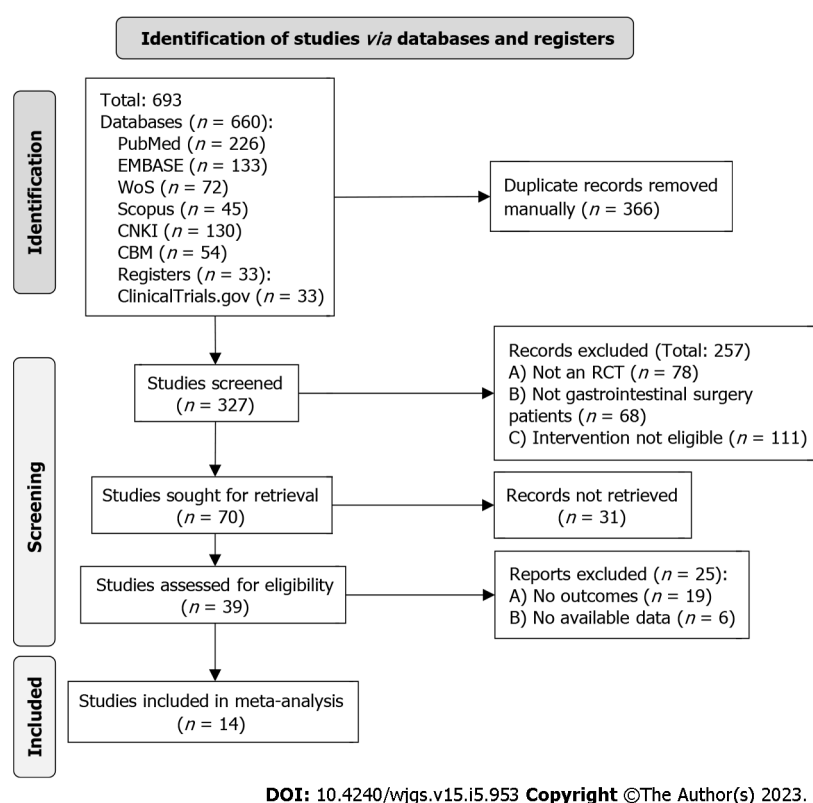 Identification of studies via databases and registers
Identification
Total: 693
Databases (n = 660):
PubMed (n = 226)
EMBASE (n = 133)
WoS (n = 72)
Scopus (n = 45)
CNKI (n = 130)
CBM (n = 54)
Registers (n = 33):
ClinicalTrials.gov (n = 33)
Duplicate records removed
manually (n = 366)
Screening
Studies screened
(n = 327)
Records excluded (Total: 257)
A) Not an RCT (n = 78)
B) Not gastrointestinal surgery
patients (n = 68)
C) Intervention not eligible (n = 111)
Studies sought for retrieval
(n = 70)
Records not retrieved
(n = 31)
Studies assessed for eligibility
(n = 39)
Reports excluded (n = 25):
A) No outcomes (n = 19)
B) No available data (n = 6)
Included
Studies included in meta-analysis
(n = 14)
DOI: 10.4240/wjgs.v15.i5.953 Copyright ©The Author(s) 2023.